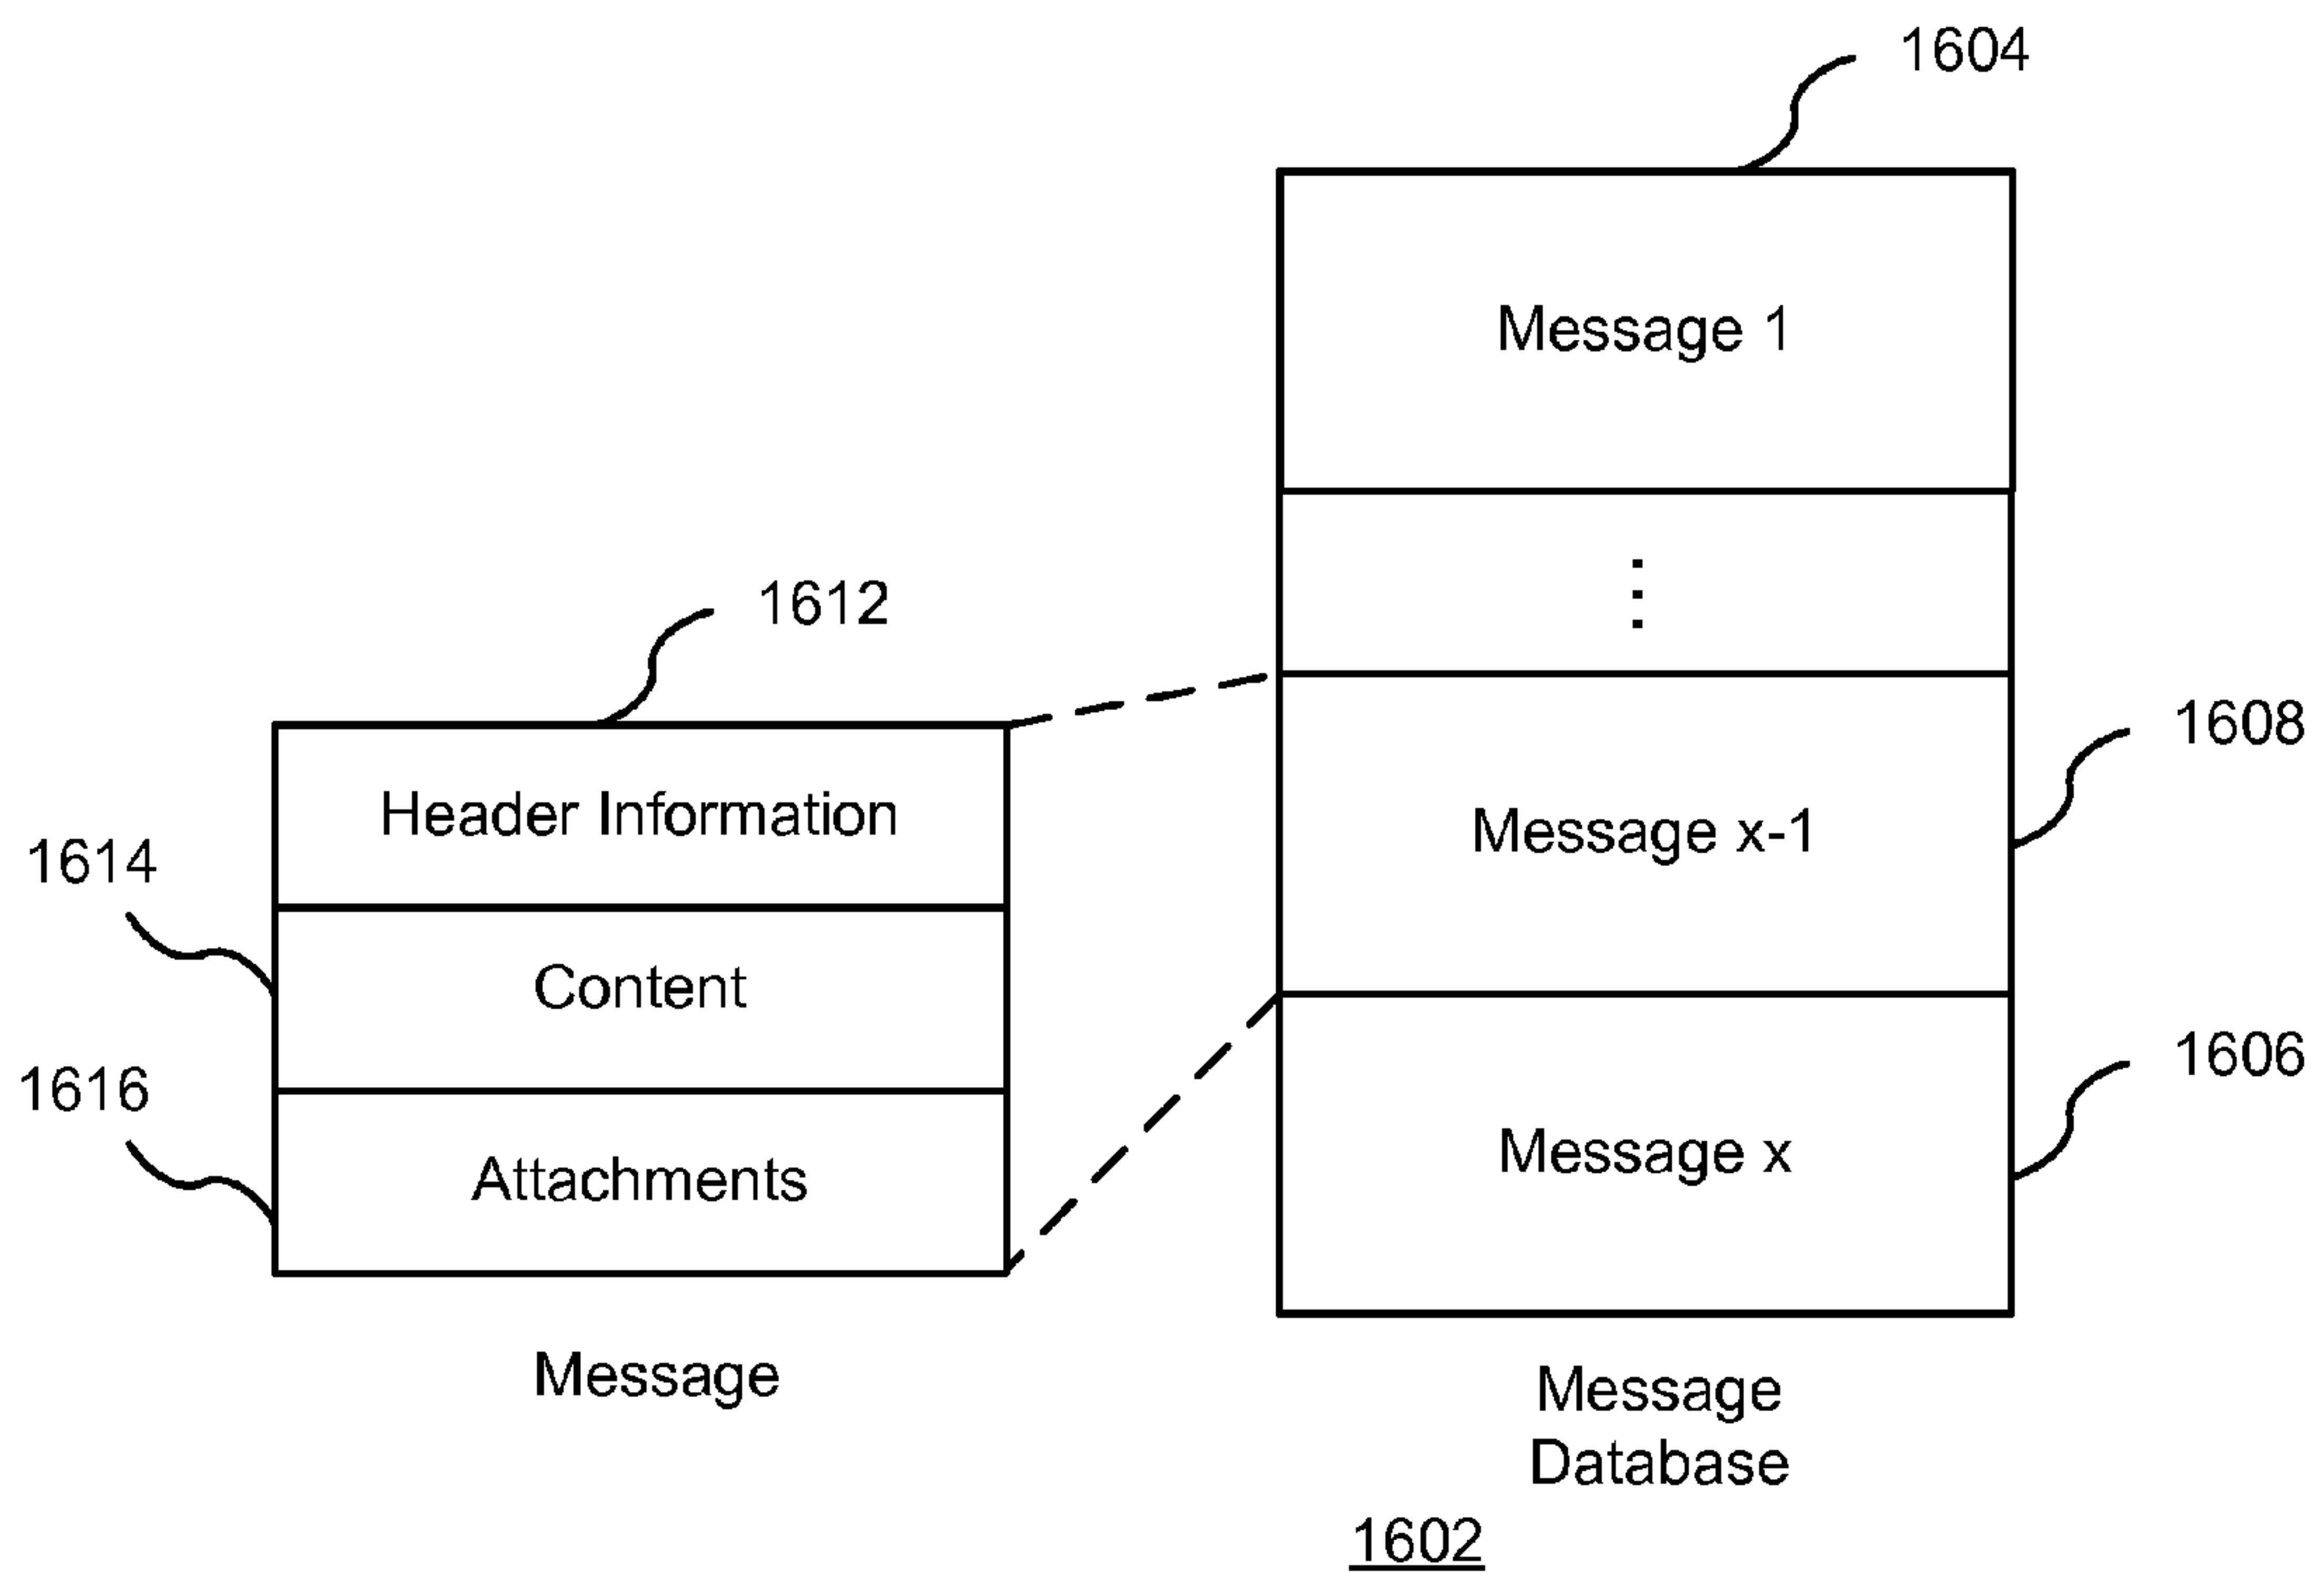 1604
Message 1
⋮
1612
1608
Header Information
Message x-1
1614
Content
1606
1616
Message x
Attachments
Message
Message
Database
1602